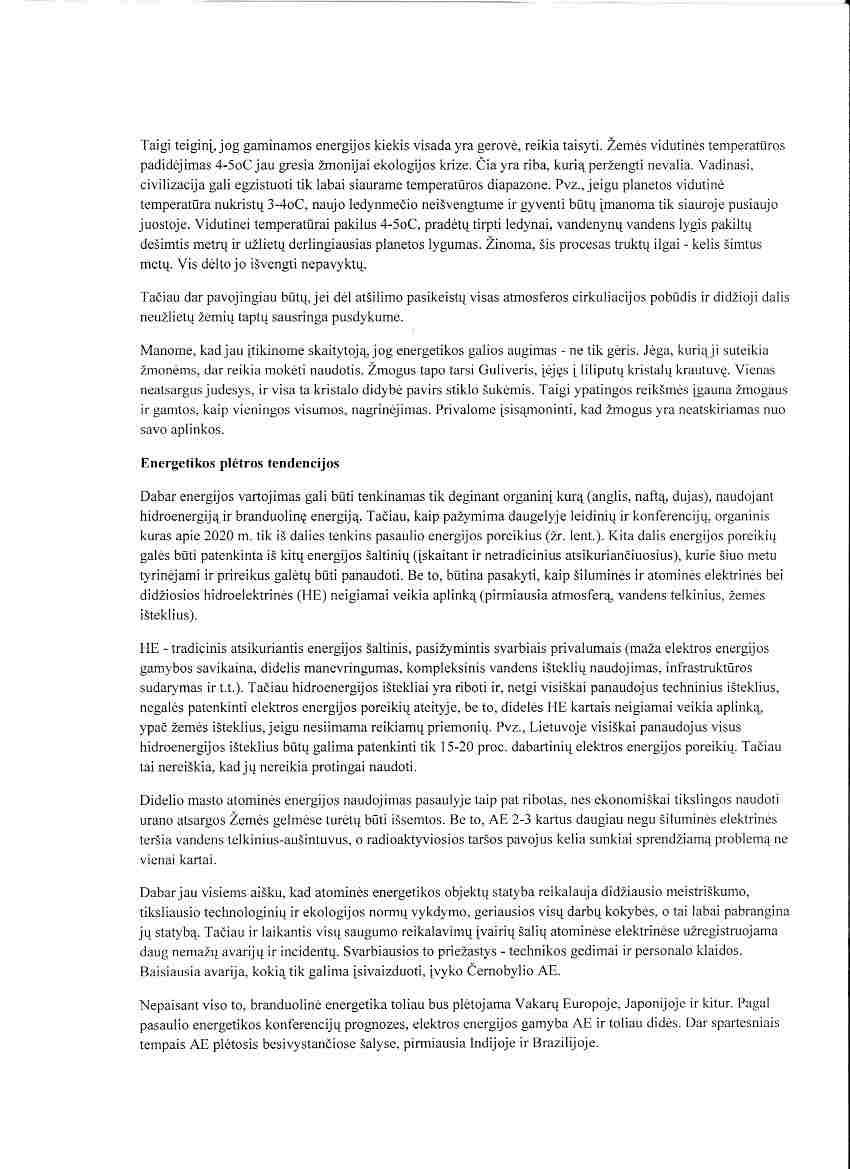 Taigi teiginį, jog gaminamos energijos kiekis visada yra gerovė, reikia taisyti. Žemės vidutinės temperatūros
padidėjimas 4-5oC jau gresia žmonijai ekologijos krize. Čia yra riba, kurią peržengti nevalia. Vadinasi,
civilizacija gali egzistuoti tik labai siaurame temperatūros diapazone. Pvz., jeigu planetos vidutinė
temperatūra nukristų 3-4oC, naujo ledynmečio neišvengtume ir gyventi būtų įmanoma tik siauroje pusiaujo
juostoje. Vidutinei temperatūrai pakilus 4-5oC, pradėtų tirpti ledynai, vandenynų vandens lygis pakiltų
dešimtis metrų ir užlietų derlingiausias planetos lygumas. Žinoma, šis procesas truktų ilgai - kelis šimtus
metų. Vis dėlto jo išvengti nepavyktų.
Tačiau dar pavojingiau būtų, jei dėl atšilimo pasikeistų visas atmosferos cirkuliacijos pobūdis ir didžioji dalis
neužlietų žemių taptų sausringa pusdykume.
Manome, kad jau įtikinome skaitytoją, jog energetikos galios augimas - ne tik gėris. Jėga, kurią ji suteikia
žmonėms, dar reikia mokėti naudotis. Žmogus tapo tarsi Guliveris, įėjęs į liliputų kristalų krautuvę. Vienas
neatsargus judesys, ir visa ta kristalo didybė pavirs stiklo šukėmis. Taigi ypatingos reikšmės įgauna žmogaus
ir gamtos, kaip vieningos visumos, nagrinėjimas. Privalome įsisąmoninti, kad žmogus yra neatskiriamas nuo
savo aplinkos.
Energetikos plėtros tendencijos
Dabar energijos vartojimas gali būti tenkinamas tik deginant organinį kurą (anglis, naftą, dujas), naudojant
hidroenergiją ir branduolinę energiją. Tačiau, kaip pažymima daugelyje leidinių ir konferencijų, organinis
kuras apie 2020 m. tik iš dalies tenkins pasaulio energijos poreikius (žr. lent.). Kita dalis energijos poreikių
galės būti patenkinta iš kitų energijos šaltinių (įskaitant ir netradicinius atsikuriančiuosius), kurie šiuo metu
tyrinėjami ir prireikus galėtų būti panaudoti. Be to, būtina pasakyti, kaip šiluminės ir atominės elektrinės bei
didžiosios hidroelektrinės (HE) neigiamai veikia aplinką (pirmiausia atmosferą, vandens telkinius, žemės
išteklius).
HE - tradicinis atsikuriantis energijos šaltinis, pasižymintis svarbiais privalumais (maža elektros energijos
gamybos savikaina, didelis manevringumas, kompleksinis vandens išteklių naudojimas, infrastruktūros
sudarymas ir t.t.). Tačiau hidroenergijos ištekliai yra riboti ir, netgi visiškai panaudojus techninius išteklius,
negalės patenkinti elektros energijos poreikių ateityje, be to, didelės HE kartais neigiamai veikia aplinką,
ypač žemės išteklius, jeigu nesiimama reikiamų priemonių. Pvz., Lietuvoje visiškai panaudojus visus
hidroenergijos išteklius būtų galima patenkinti tik 15-20 proc. dabartinių elektros energijos poreikių. Tačiau
tai nereiškia, kad jų nereikia protingai naudoti.
Didelio masto atominės energijos naudojimas pasaulyje taip pat ribotas, nes ekonomiškai tikslingos naudoti
urano atsargos Žemės gelmėse turėtų būti išsemtos. Be to, AE 2-3 kartus daugiau negu šiluminės elektrinės
teršia vandens telkinius-aušintuvus, o radioaktyviosios taršos pavojus kelia sunkiai sprendžiamą problemą ne
vienai kartai.
Dabar jau visiems aišku, kad atominės energetikos objektų statyba reikalauja didžiausio meistriškumo,
tiksliausio technologinių ir ekologijos normų vykdymo, geriausios visų darbų kokybės, o tai labai pabrangina
jų statybą. Tačiau ir laikantis visų saugumo reikalavimų įvairių šalių atominėse elektrinėse užregistruojama
daug nemažų avarijų ir incidentų. Svarbiausios to priežastys - technikos gedimai ir personalo klaidos.
Baisiausia avarija, kokią tik galima įsivaizduoti, įvyko Černobylio AE.
Nepaisant viso to, branduolinė energetika toliau bus plėtojama Vakarų Europoje, Japonijoje ir kitur. Pagal
pasaulio energetikos konferencijų prognozes, elektros energijos gamyba AE ir toliau didės. Dar spartesniais
tempais AE plėtosis besivystančiose šalyse, pirmiausia Indijoje ir Brazilijoje.